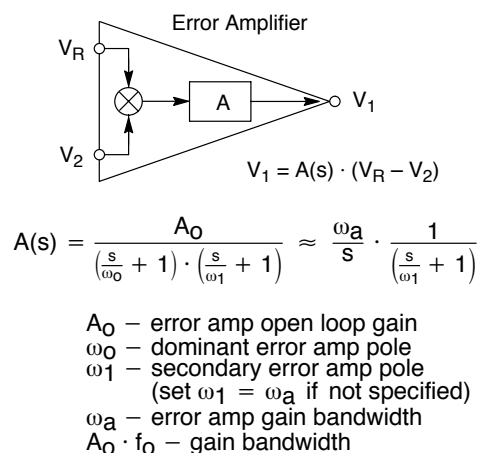 Error Amplifier
V_R
A
V_1
V_2
V_1 = A(s) · (V_R – V_2)
A(s) = A_o / ((s/ω_o + 1) · (s/ω_1 + 1)) ≈ ω_a/s · 1/(s/ω_1 + 1)
A_o – error amp open loop gain
ω_o – dominant error amp pole
ω_1 – secondary error amp pole
(set ω_1 = ω_a if not specified)
ω_a – error amp gain bandwidth
A_o · f_o – gain bandwidth